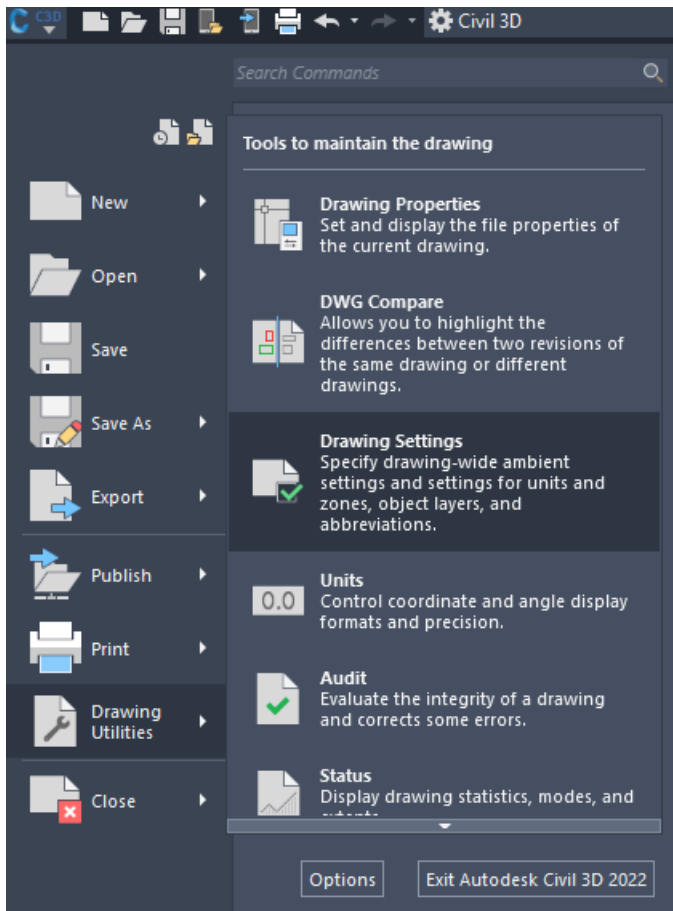 C3D
Civil 3D
Search Commands
Tools to maintain the drawing
New
Open
Save
Save As
Export
Publish
Print
Drawing
Utilities
Close
Drawing Properties
Set and display the file properties of
the current drawing.
DWG Compare
Allows you to highlight the
differences between two revisions of
the same drawing or different
drawings.
Drawing Settings
Specify drawing-wide ambient
settings and settings for units and
zones, object layers, and
abbreviations.
0.0
Units
Control coordinate and angle display
formats and precision.
Audit
Evaluate the integrity of a drawing
and corrects some errors.
Status
Display drawing statistics, modes, and
Options
Exit Autodesk Civil 3D 2022